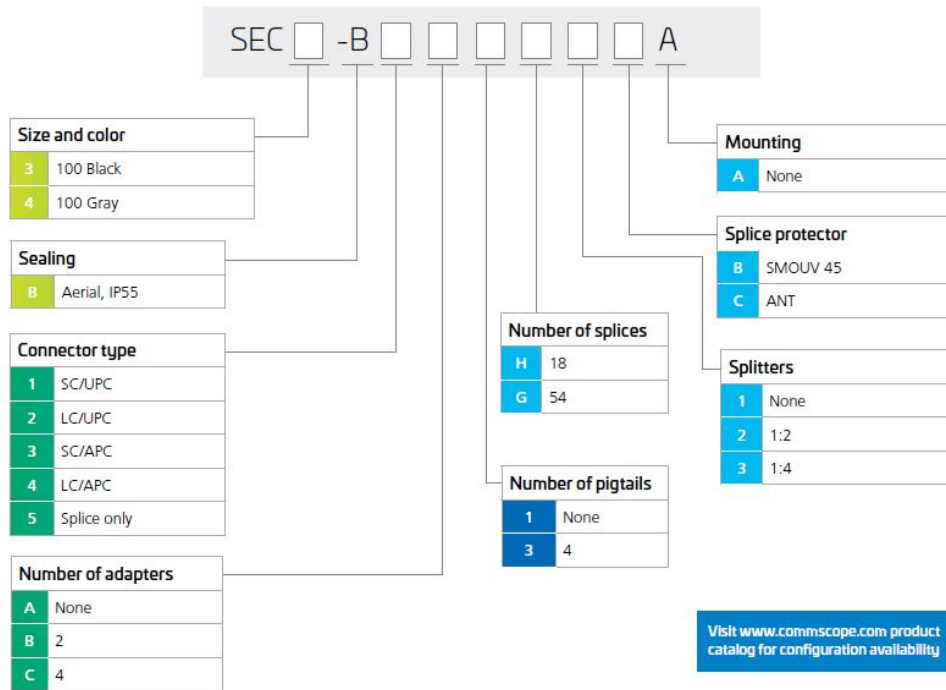 SEC -B A
Size and color
3 100 Black
4 100 Gray
Sealing
B Aerial, IP55
Connector type
1 SC/UPC
2 LC/UPC
3 SC/APC
4 LC/APC
5 Splice only
Number of adapters
A None
B 2
C 4
Number of pigtails
1 None
3 4
Number of splices
H 18
G 54
Splitters
1 None
2 1:2
3 1:4
Splice protector
B SMOUV 45
C ANT
Mounting
A None
Visit www.commscope.com product
catalog for configuration availability